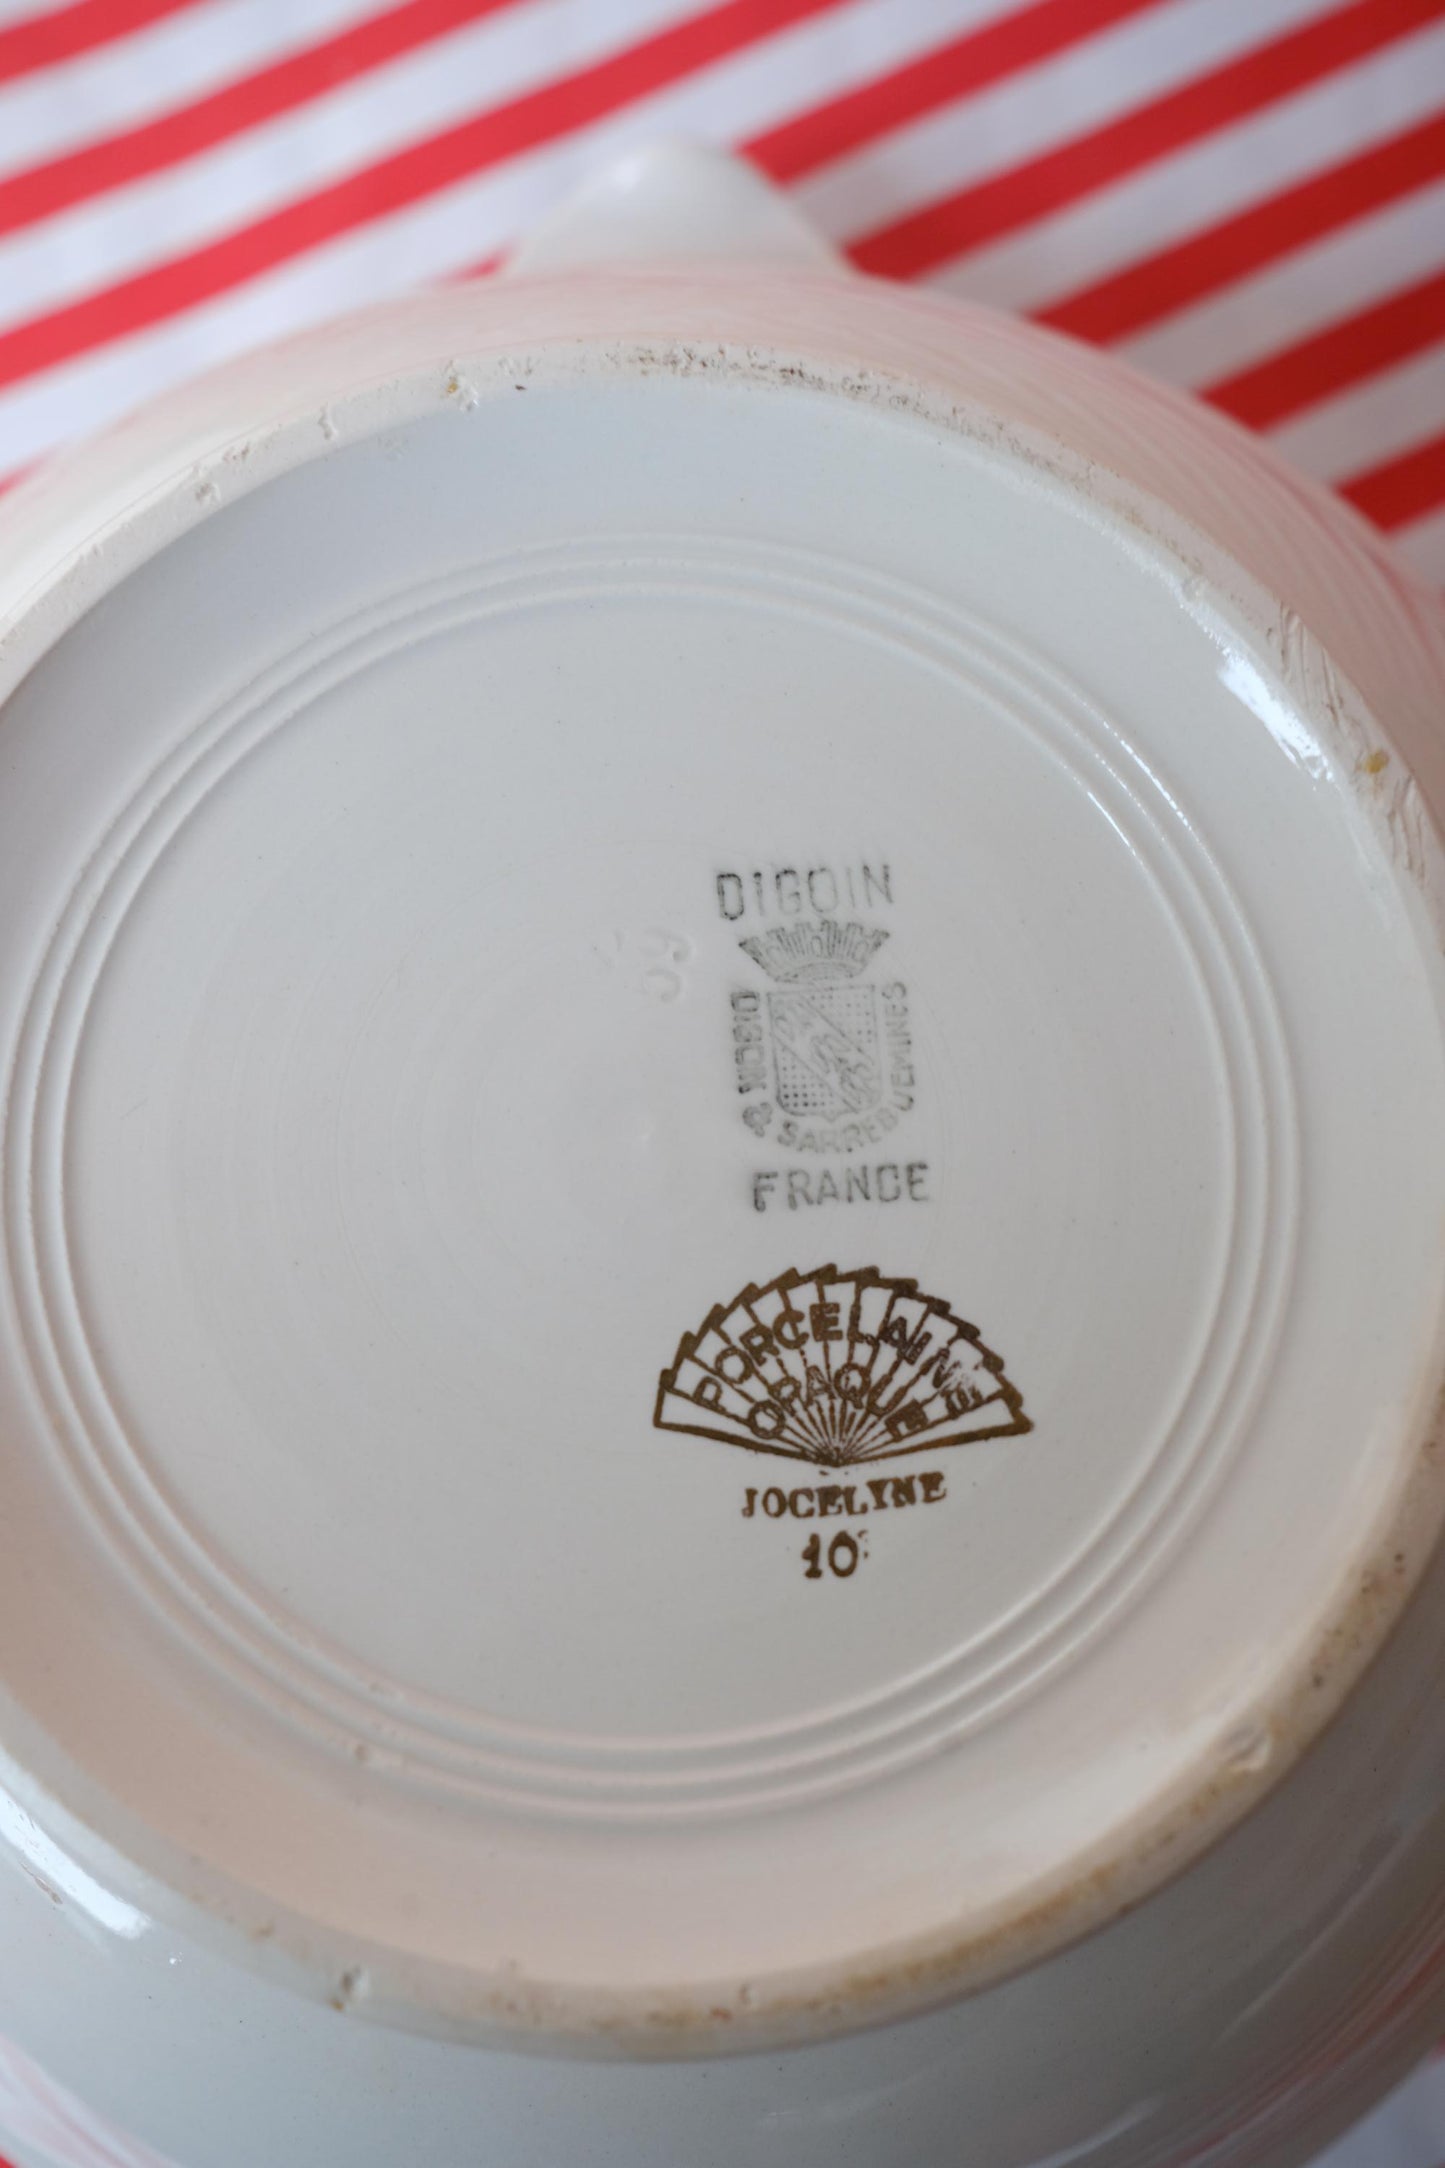 DIGOIN
DIGOIN & SARREGUEMINES
FRANCE
PORCELAINE
OPAQUE
JOCELYNE
10